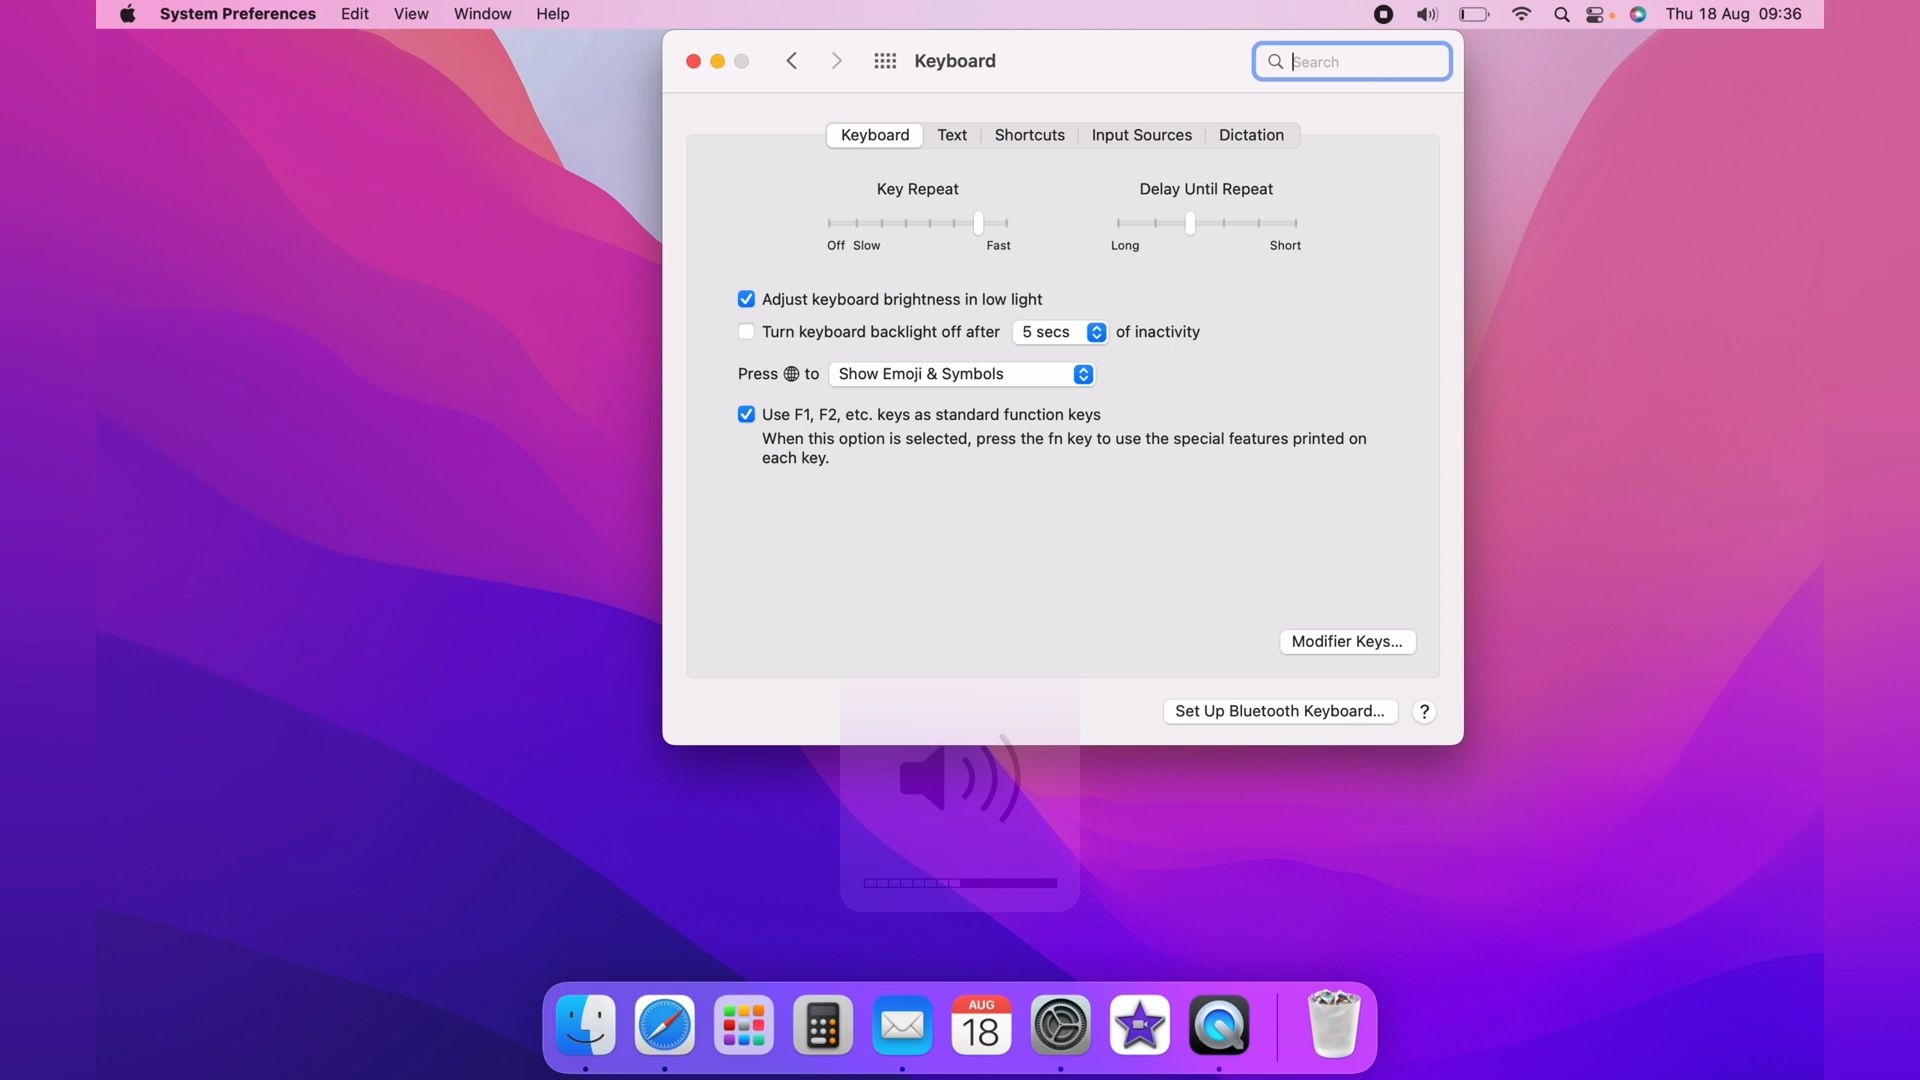 System Preferences Edit View Window Help Thu 18 Aug 09:36
Keyboard Search
Keyboard Text Shortcuts Input Sources Dictation
Key Repeat Delay Until Repeat
Off Slow Fast Long Short
Adjust keyboard brightness in low light
Turn keyboard backlight off after 5 secs of inactivity
Press to Show Emoji & Symbols
Use F1, F2, etc. keys as standard function keys
When this option is selected, press the fn key to use the special features printed on
each key.
Modifier Keys...
Set Up Bluetooth Keyboard... ?
AUG
18